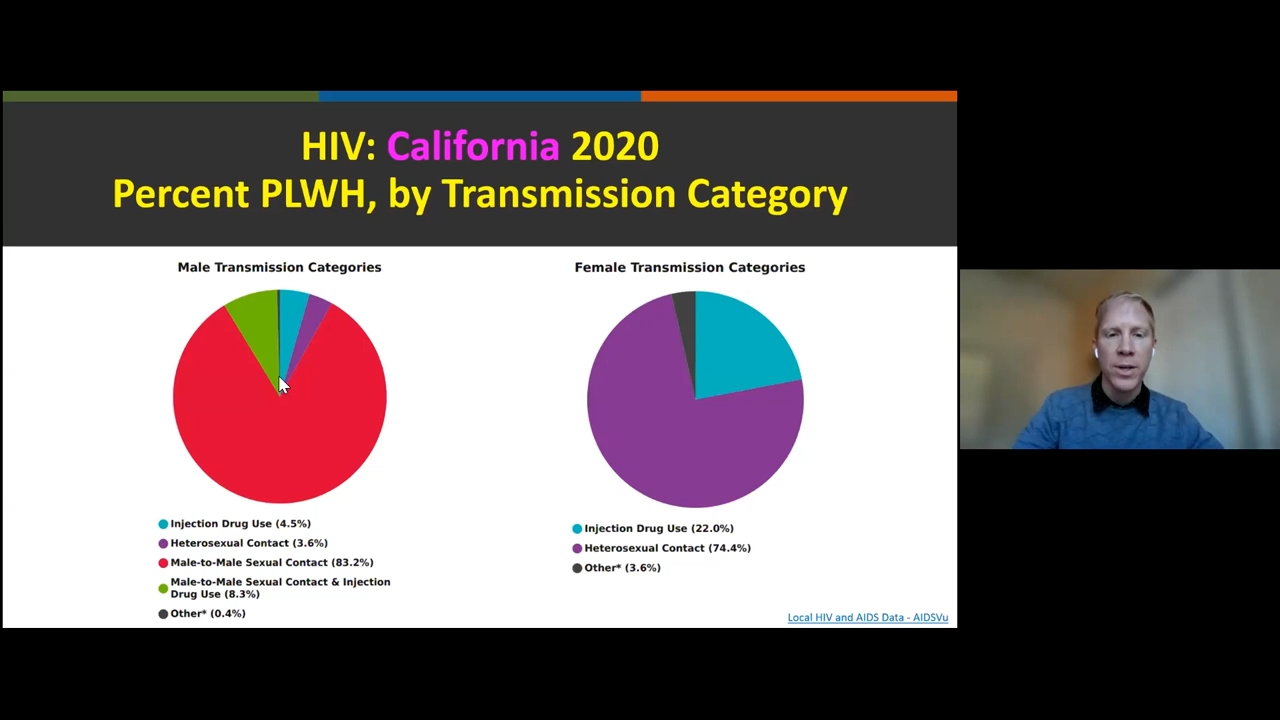 HIV: California 2020
Percent PLWH, by Transmission Category
Male Transmission Categories
Injection Drug Use (4.5%)
Heterosexual Contact (3.6%)
Male-to-Male Sexual Contact (83.2%)
Male-to-Male Sexual Contact & Injection
Drug Use (8.3%)
Other* (0.4%)
Female Transmission Categories
Injection Drug Use (22.0%)
Heterosexual Contact (74.4%)
Other* (3.6%)
Local HIV and AIDS Data - AIDSVu